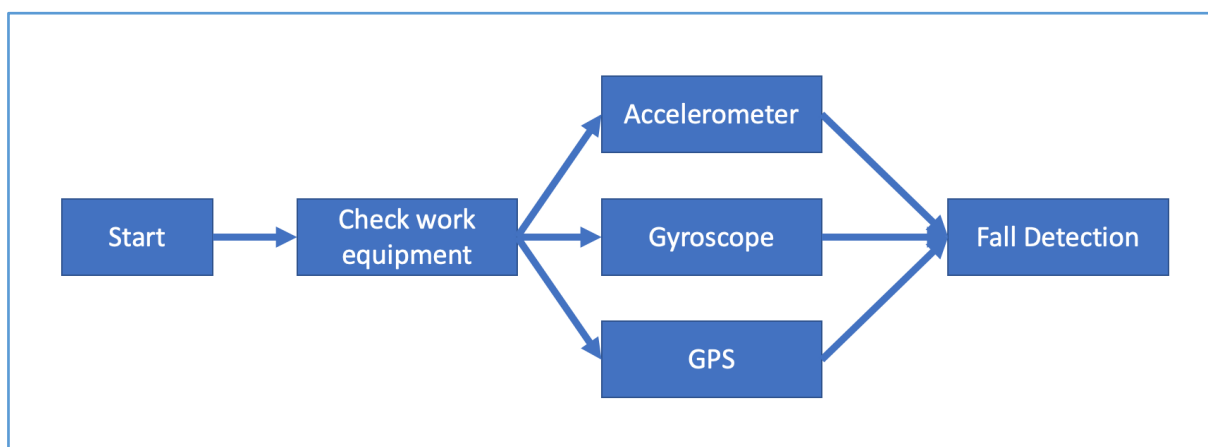 Start
Check work
equipment
Accelerometer
Gyroscope
GPS
Fall Detection